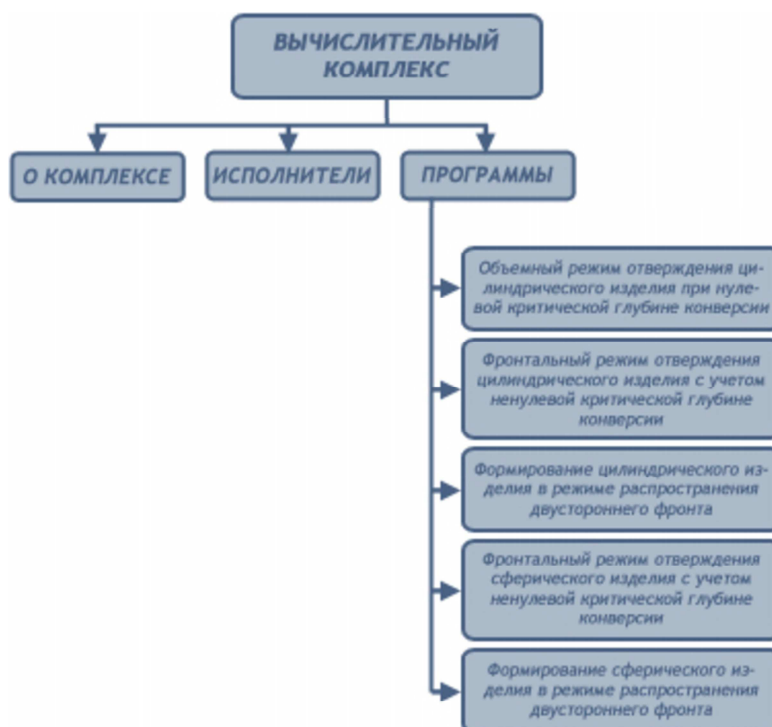 ВЫЧИСЛИТЕЛЬНЫЙ
КОМПЛЕКС
О КОМПЛЕКСЕ
ИСПОЛНИТЕЛИ
ПРОГРАММЫ
Объемный режим отверждения ци-
линдрического изделия при нуле-
вой критической глубине конверсии
Фронтальный режим отверждения
цилиндрического изделия с учетом
ненулевой критической глубине
конверсии
Формирование цилиндрического из-
делия в режиме распространения
двустороннего фронта
Фронтальный режим отверждения
сферического изделия с учетом
ненулевой критической глубине
конверсии
Формирование сферического из-
делия в режиме распространения
двустороннего фронта